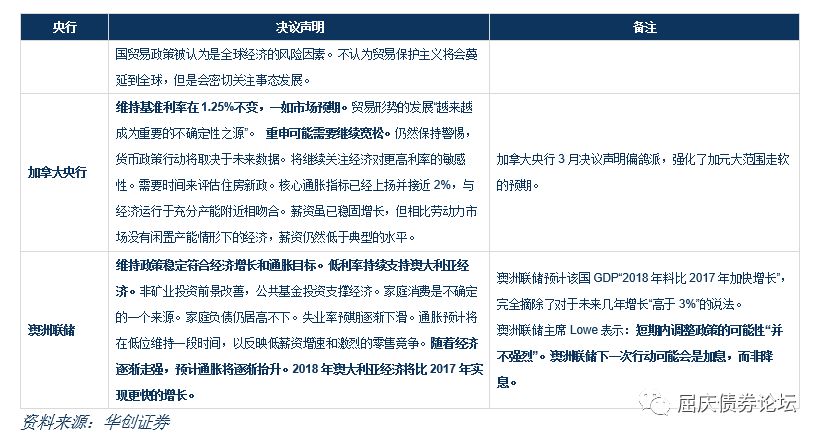 央行
决议声明
备注
国贸易政策被认为是全球经济的风险因素。不认为贸易保护主义将会蔓
延到全球，但是会密切关注事态发展。
加拿大央行
维持基准利率在 1.25%不变，一如市场预期。贸易形势的发展“越来越
成为重要的不确定性之源”。 重申可能需要继续宽松。仍然保持警惕，
货币政策行动将取决于未来数据。将继续关注经济对更高利率的敏感
性。需要时间来评估住房新政。核心通胀指标已经上扬并接近 2%，与
经济运行于充分产能附近相吻合。薪资虽已稳固增长，但相比劳动力市
场没有闲置产能情形下的经济，薪资仍然低于典型的水平。
加拿大央行 3 月决议声明偏鸽派，强化了加元大范围走软
的预期。
澳洲联储
维持政策稳定符合经济增长和通胀目标。低利率持续支持澳大利亚经
济。非矿业投资前景改善，公共基金投资支撑经济。家庭消费是不确定
的一个来源。家庭负债仍居高不下。失业率预期逐渐下滑。通胀预计将
在低位维持一段时间，以反映低薪资增速和激烈的零售竞争。随着经济
逐渐走强，预计通胀将逐渐抬升。2018 年澳大利亚经济将比 2017 年实
现更快的增长。
澳洲联储预计该国 GDP“2018 年料比 2017 年加快增长”，
完全摘除了对于未来几年增长“高于 3%”的说法。
澳洲联储主席 Lowe 表示：短期内调整政策的可能性“并
不强烈”。澳洲联储下一次行动可能会是加息，而非降
息。
资料来源：华创证券
屈庆债券论坛